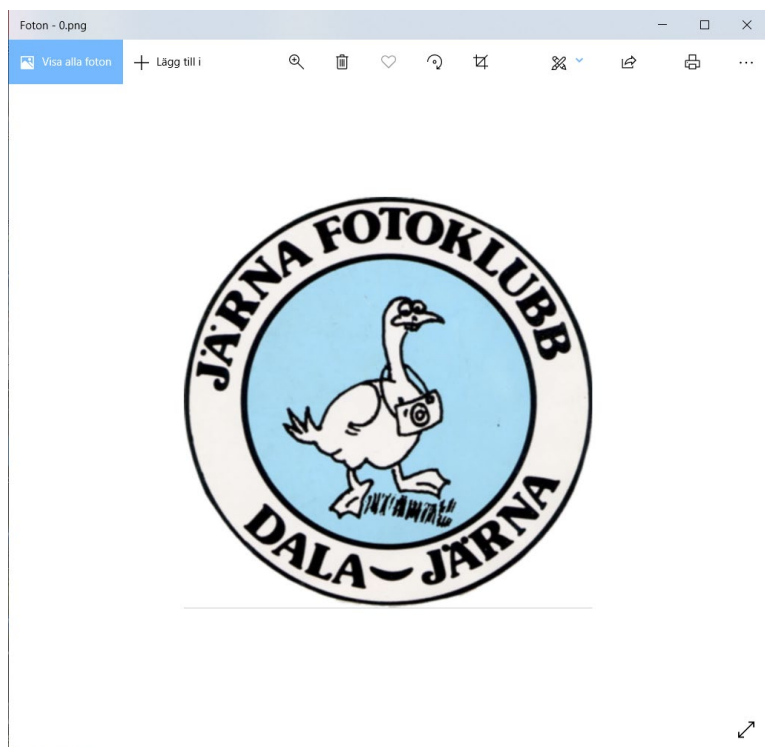 Foton - 0.png
Visa alla foton
Lägg till i
JÄRNA FOTOKLUBB
DALA-JÄRNA